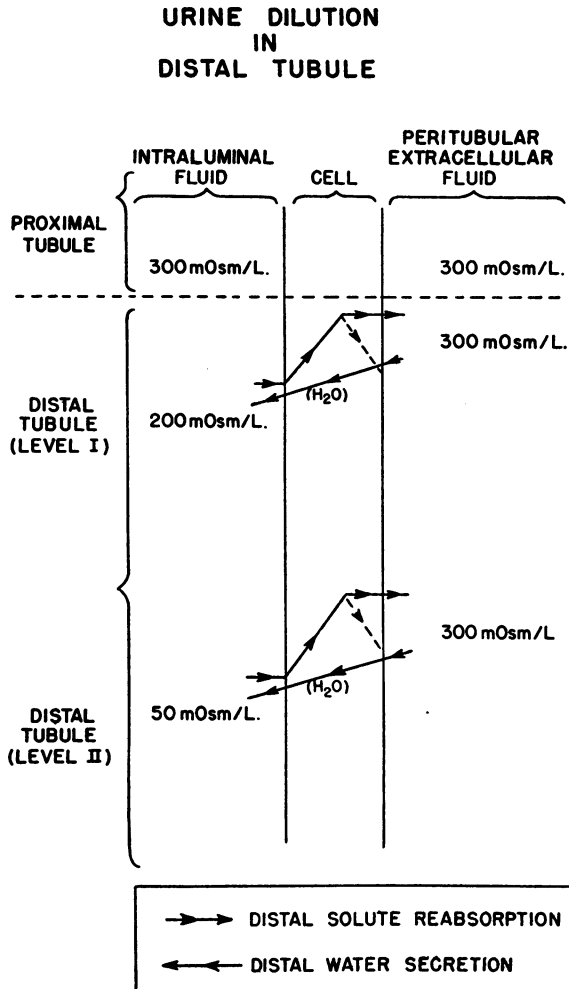 URINE DILUTION
IN
DISTAL TUBULE
INTRALUMINAL
FLUID
CELL
PERITUBULAR
EXTRACELLULAR
FLUID
PROXIMAL
TUBULE
300 mOsm/L.
300 mOsm/L.
300 mOsm/L.
(H₂O)
DISTAL
TUBULE
(LEVEL I)
200 mOsm/L.
300 mOsm/L
(H₂O)
50 mOsm/L.
DISTAL
TUBULE
(LEVEL II)
DISTAL SOLUTE REABSORPTION
DISTAL WATER SECRETION